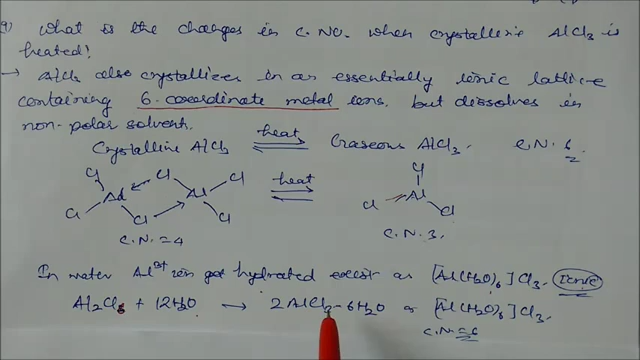 9) What is the changes in C.NO. when crystalline AlCl3 is
heated?
→ AlCl3 also crystallizes in an essentially ionic lattice
containing 6-coordinate metal ions, but dissolves in
non-polar solvent.
Crystalline AlCl3 ⇌ heat Gaseous AlCl3. C.N. 6
Cl Cl Cl Cl
Al Al ⇌ heat Al
Cl Cl Cl Cl Cl
C.N. = 4 C.N. 3.
In water Al3+ ion got hydrated exist as [Al(H2O)6]Cl3. Ionic
Al2Cl6 + 12H2O → 2AlCl3·6H2O or [Al(H2O)6]Cl3.
C.N. = 6